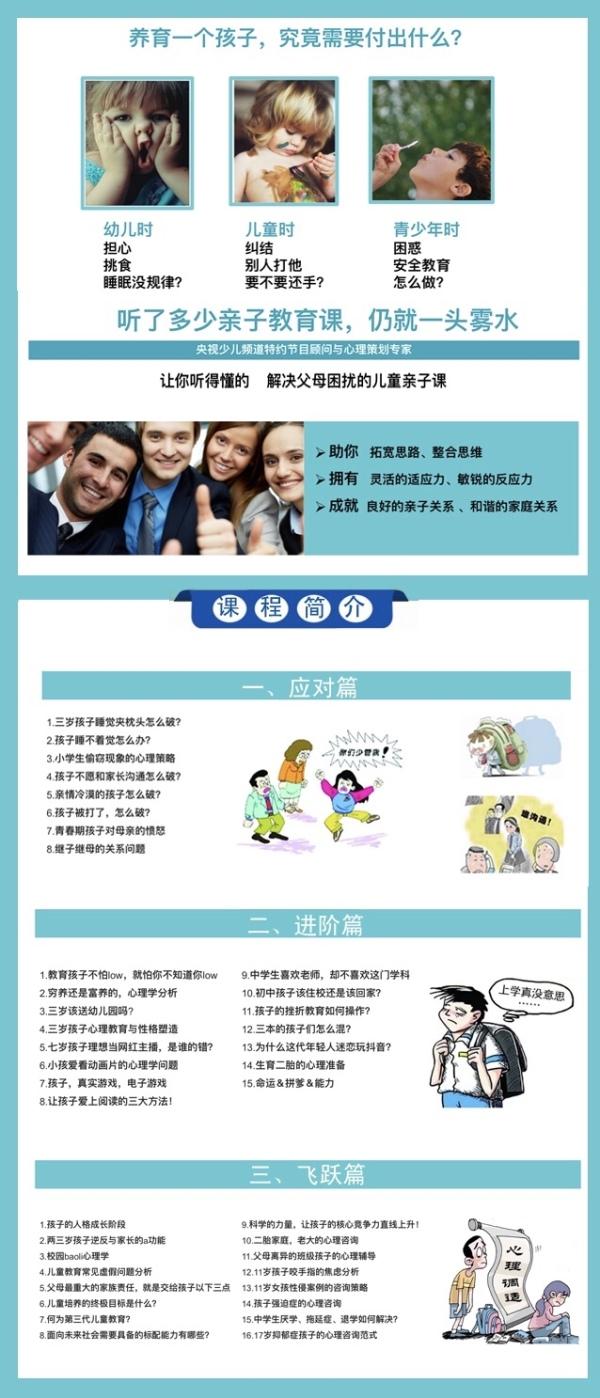 养育一个孩子，究竟需要付出什么？
幼儿时
担心
挑食
睡眠没规律？
儿童时
纠结
别人打他
要不要还手？
青少年时
困惑
安全教育
怎么做？
听了多少亲子教育课，仍就一头雾水
央视少儿频道特约节目顾问与心理策划专家
让你听得懂的 解决父母困扰的儿童亲子课
助你 拓宽思路、整合思维
拥有 灵活的适应力、敏锐的反应力
成就 良好的亲子关系 、和谐的家庭关系
课程简介
一、应对篇
1.三岁孩子睡觉夹枕头怎么破？
2.孩子睡不着觉怎么办？
3.小学生偷窃现象的心理策略
4.孩子不愿和家长沟通怎么破？
5.亲情冷漠的孩子怎么破？
6.孩子被打了，怎么破？
7.青春期孩子对母亲的愤怒
8.继子继母的关系问题
你们少管我！
重沟通！
二、进阶篇
1.教育孩子不怕low，就怕你不知道你low
2.穷养还是富养的，心理学分析
3.三岁该送幼儿园吗？
4.三岁孩子心理教育与性格塑造
5.七岁孩子理想当网红主播，是谁的错？
6.小孩爱看动画片的心理学问题
7.孩子，真实游戏，电子游戏
8.让孩子爱上阅读的三大方法！
9.中学生喜欢老师，却不喜欢这门学科
10.初中孩子该住校还是该回家？
11.孩子的挫折教育如何操作？
12.三本的孩子们怎么混？
13.为什么这代年轻人迷恋玩抖音？
14.生育二胎的心理准备
15.命运＆拼爹＆能力
上学真没意思
……
三、飞跃篇
1.孩子的人格成长阶段
2.两三岁孩子逆反与家长的a功能
3.校园baoli心理学
4.儿童教育常见虚假问题分析
5.父母最重大的家族责任，就是交给孩子以下三点
6.儿童培养的终极目标是什么？
7.何为第三代儿童教育？
8.面向未来社会需要具备的标配能力有哪些？
9.科学的力量，让孩子的核心竞争力直线上升！
10.二胎家庭，老大的心理咨询
11.父母离异的班级孩子的心理辅导
12.11岁孩子咬手指的焦虑分析
13.11岁女孩性侵案例的咨询策略
14.孩子强迫症的心理咨询
15.中学生厌学、拖延症、退学如何解决？
16.17岁抑郁症孩子的心理咨询范式
心理调适